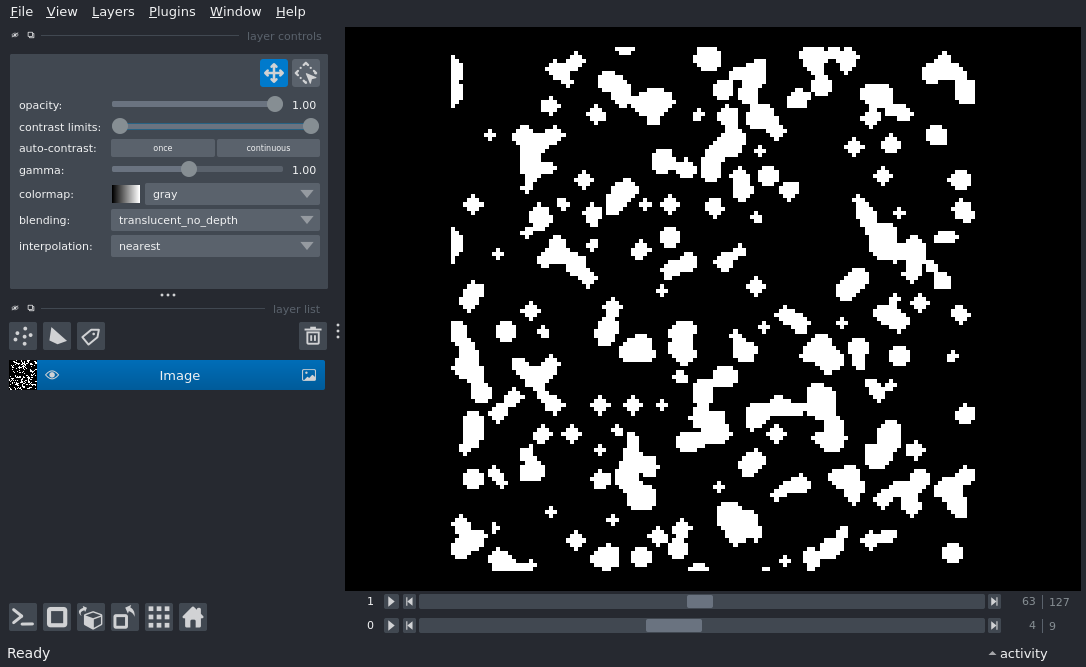 File View Layers Plugins Window Help
layer controls
opacity: 1.00
contrast limits:
auto-contrast: once continuous
gamma: 1.00
colormap: gray
blending: translucent_no_depth
interpolation: nearest
layer list
Image
1 63 127
0 4 9
Ready activity